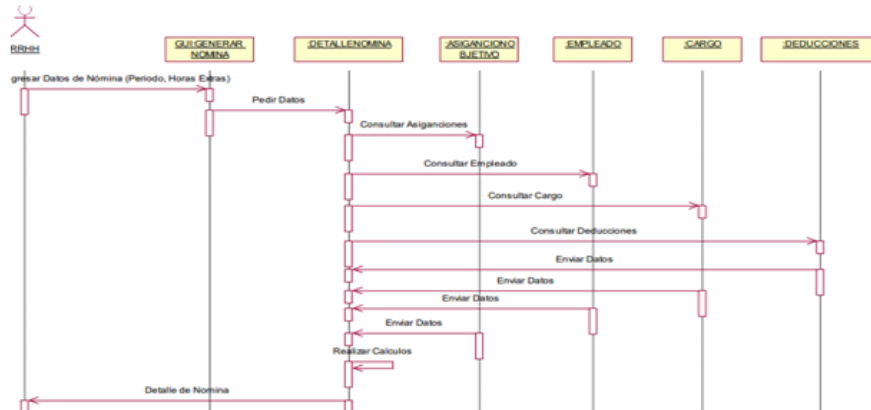 RRHH
GUI:GENERAR
NOMINA
:DETALLENOMINA
:ASIGANCIONO
BJETIVO
:EMPLEADO
:CARGO
:DEDUCCIONES
gresar Datos de Nómina (Periodo, Horas Extras)
Pedir Datos
Consultar Asiganciones
Consultar Empleado
Consultar Cargo
Consultar Deducciones
Enviar Datos
Enviar Datos
Enviar Datos
Enviar Datos
Realizar Calculos
Detalle de Nomina